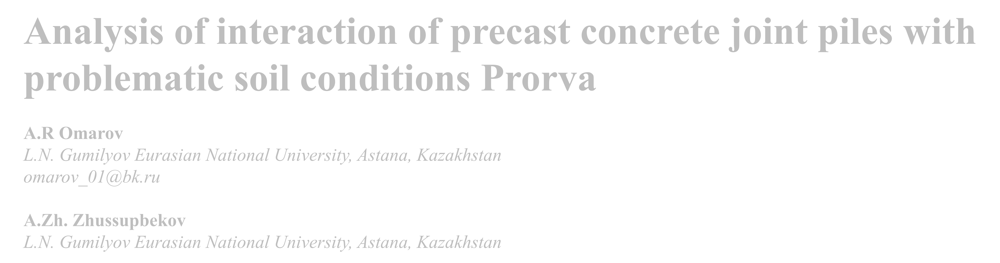 Analysis of interaction of precast concrete joint piles with
problematic soil conditions Prorva
A.R Omarov
L.N. Gumilyov Eurasian National University, Astana, Kazakhstan
omarov_01@bk.ru
A.Zh. Zhussupbekov
L.N. Gumilyov Eurasian National University, Astana, Kazakhstan